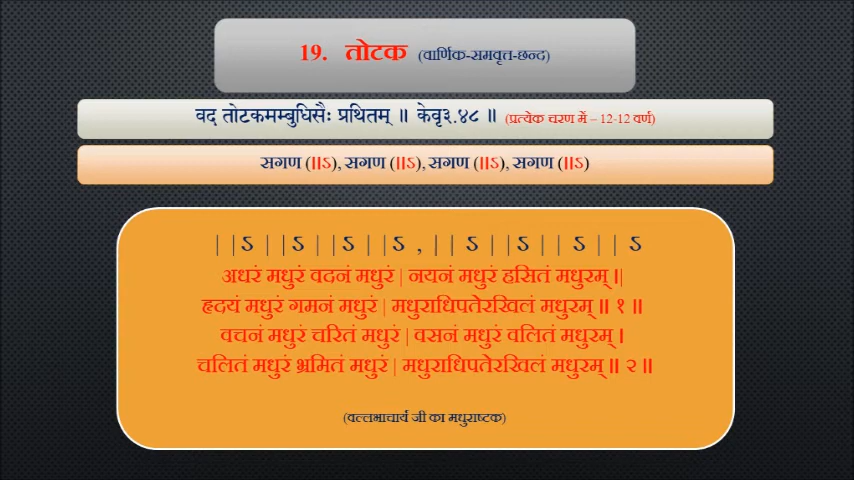 19. तोटक (वार्णिक-समवृत्त-छन्द)
वद तोटकमम्बुधिसैः प्रथितम् ॥ केवृ३.४८ ॥ (प्रत्येक चरण में – 12-12 वर्ण)
सगण (||ऽ), सगण (||ऽ), सगण (||ऽ), सगण (||ऽ)
| | ऽ | | ऽ | | ऽ | | ऽ , | | ऽ | | ऽ | | ऽ | | ऽ
अधरं मधुरं वदनं मधुरं | नयनं मधुरं हसितं मधुरम् ।|
हृदयं मधुरं गमनं मधुरं | मधुराधिपतेरखिलं मधुरम् ॥ १ ॥
वचनं मधुरं चरितं मधुरं | वसनं मधुरं वलितं मधुरम् ।
चलितं मधुरं भ्रमितं मधुरं | मधुराधिपतेरखिलं मधुरम् ॥ २ ॥
(वल्लभाचार्य जी का मधुराष्टक)